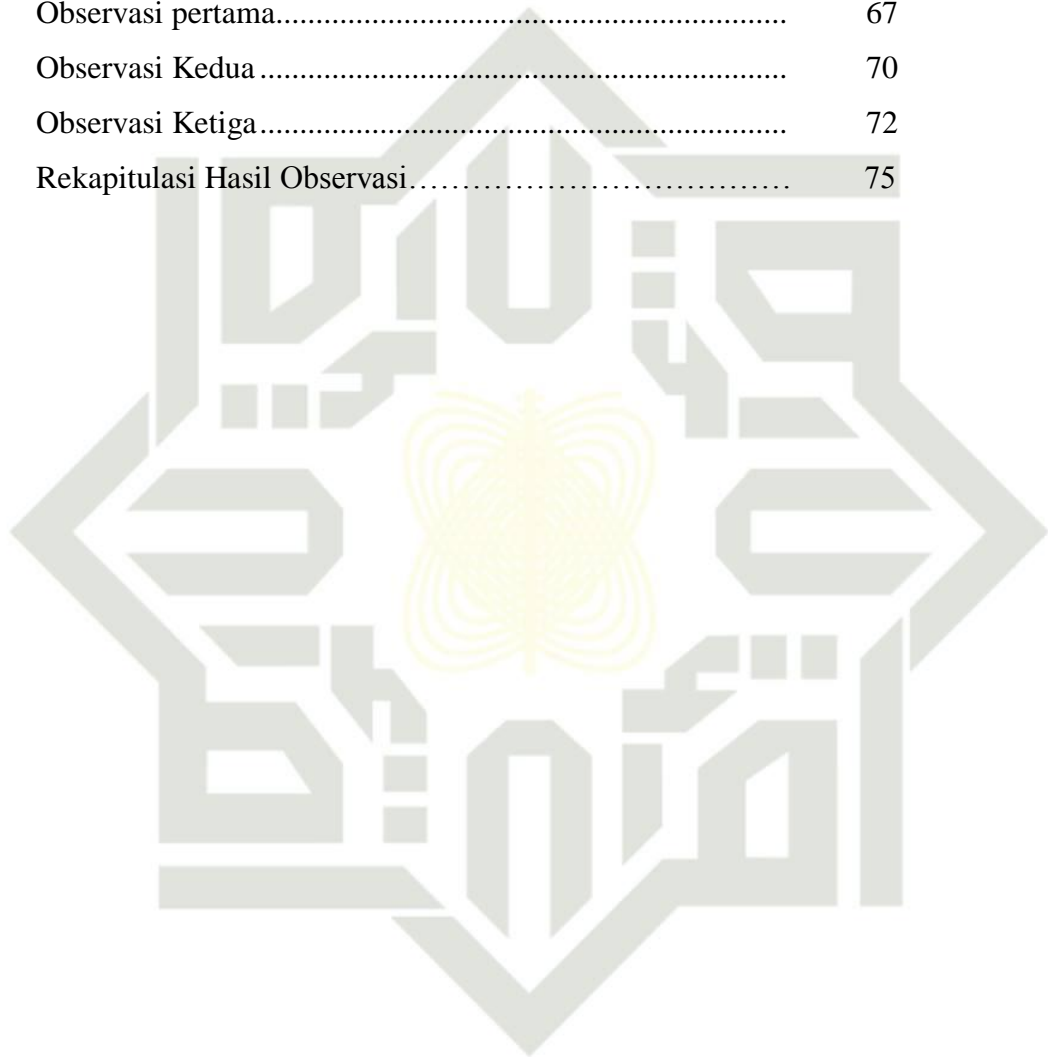 Observasi pertama................................................................ 67
Observasi Kedua.................................................................. 70
Observasi Ketiga.................................................................. 72
Rekapitulasi Hasil Observasi………………………………… 75